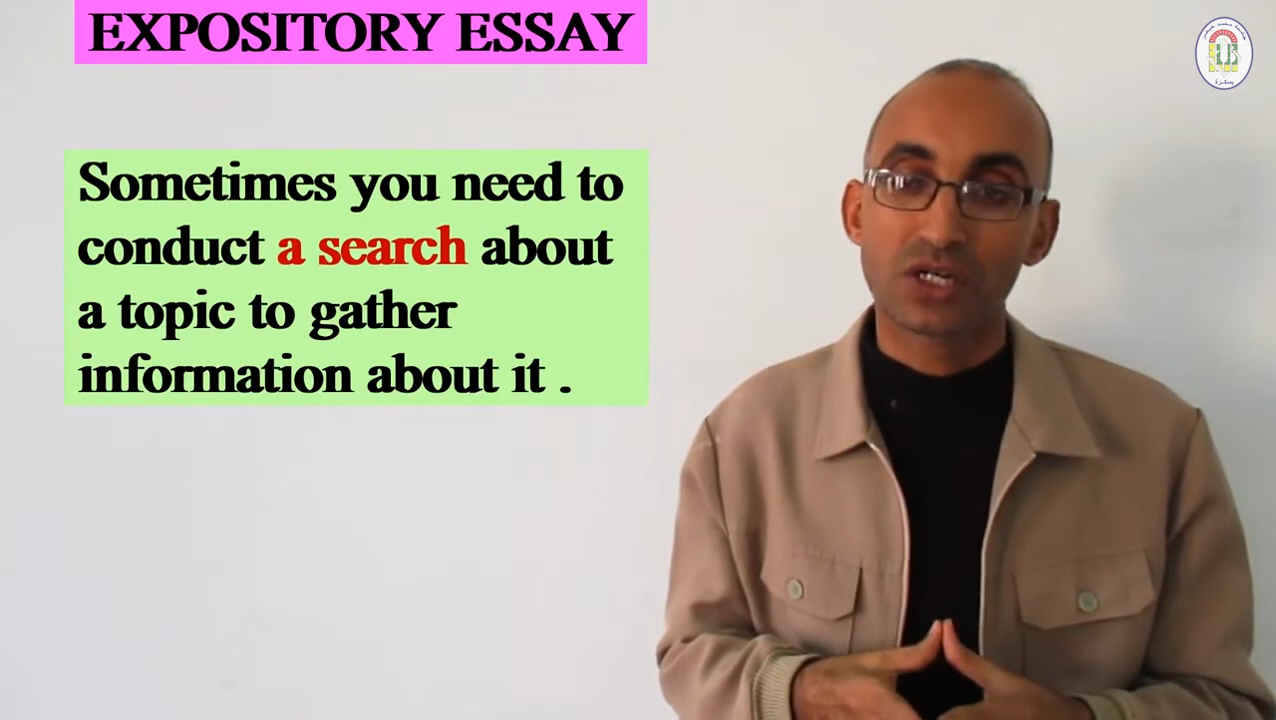 EXPOSITORY ESSAY
Sometimes you need to
conduct a search about
a topic to gather
information about it .